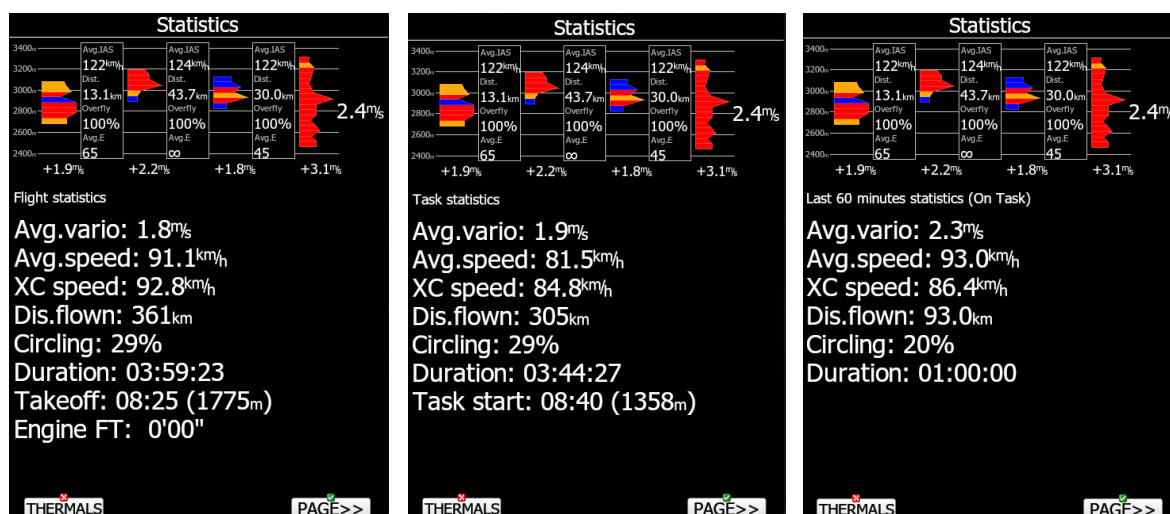 Statistics
3400m
3200m
3000m
2800m
2600m
2400m
Avg.IAS
122km/h
Dist.
13.1km
Overfly
100%
Avg.E
65
Avg.IAS
124km/h
Dist.
43.7km
Overfly
100%
Avg.E
∞
Avg.IAS
122km/h
Dist.
30.0km
Overfly
100%
Avg.E
45
2.4m/s
+1.9m/s
+2.2m/s
+1.8m/s
+3.1m/s
Flight statistics
Avg.vario: 1.8m/s
Avg.speed: 91.1km/h
XC speed: 92.8km/h
Dis.flown: 361km
Circling: 29%
Duration: 03:59:23
Takeoff: 08:25 (1775m)
Engine FT: 0'00"
THERMALS
PAGE>>
Statistics
3400m
3200m
3000m
2800m
2600m
2400m
Avg.IAS
122km/h
Dist.
13.1km
Overfly
100%
Avg.E
65
Avg.IAS
124km/h
Dist.
43.7km
Overfly
100%
Avg.E
∞
Avg.IAS
122km/h
Dist.
30.0km
Overfly
100%
Avg.E
45
2.4m/s
+1.9m/s
+2.2m/s
+1.8m/s
+3.1m/s
Task statistics
Avg.vario: 1.9m/s
Avg.speed: 81.5km/h
XC speed: 84.8km/h
Dis.flown: 305km
Circling: 29%
Duration: 03:44:27
Task start: 08:40 (1358m)
THERMALS
PAGE>>
Statistics
3400m
3200m
3000m
2800m
2600m
2400m
Avg.IAS
122km/h
Dist.
13.1km
Overfly
100%
Avg.E
65
Avg.IAS
124km/h
Dist.
43.7km
Overfly
100%
Avg.E
∞
Avg.IAS
122km/h
Dist.
30.0km
Overfly
100%
Avg.E
45
2.4m/s
+1.9m/s
+2.2m/s
+1.8m/s
+3.1m/s
Last 60 minutes statistics (On Task)
Avg.vario: 2.3m/s
Avg.speed: 93.0km/h
XC speed: 86.4km/h
Dis.flown: 93.0km
Circling: 20%
Duration: 01:00:00
THERMALS
PAGE>>